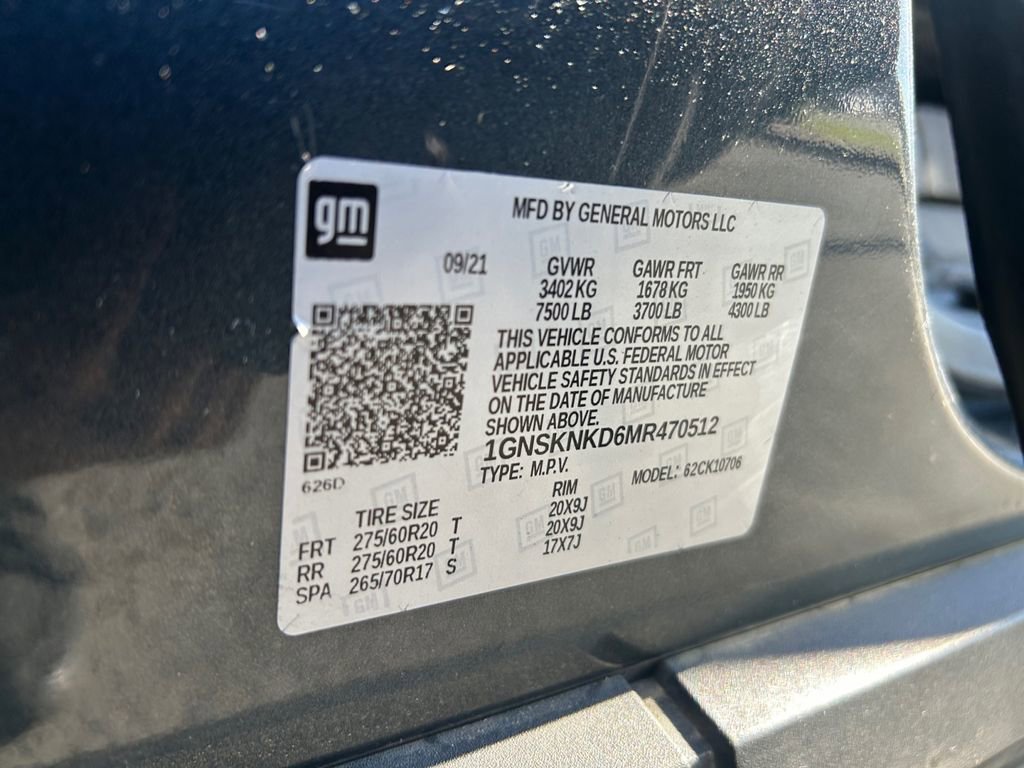 gm
MFD BY GENERAL MOTORS LLC
09/21 GVWR GAWR FRT GAWR RR
3402 KG 1678 KG 1950 KG
7500 LB 3700 LB 4300 LB
THIS VEHICLE CONFORMS TO ALL
APPLICABLE U.S. FEDERAL MOTOR
VEHICLE SAFETY STANDARDS IN EFFECT
ON THE DATE OF MANUFACTURE
SHOWN ABOVE.
1GNSKNKD6MR470512
TYPE: M.P.V. MODEL: 62CK10706
626D
TIRE SIZE RIM
FRT 275/60R20 T 20X9J
RR 275/60R20 T 20X9J
SPA 265/70R17 S 17X7J